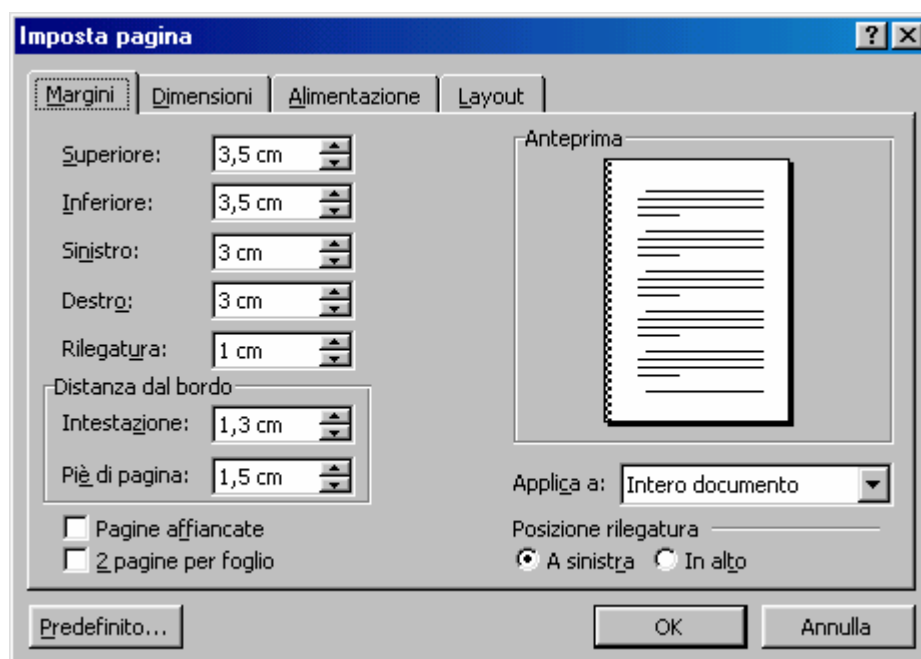 Imposta pagina
Margini Dimensioni Alimentazione Layout
Superiore: 3,5 cm
Inferiore: 3,5 cm
Sinistro: 3 cm
Destro: 3 cm
Rilegatura: 1 cm
Distanza dal bordo
Intestazione: 1,3 cm
Piè di pagina: 1,5 cm
Pagine affiancate
2 pagine per foglio
Anteprima
Applica a: Intero documento
Posizione rilegatura
A sinistra In alto
Predefinito... OK Annulla